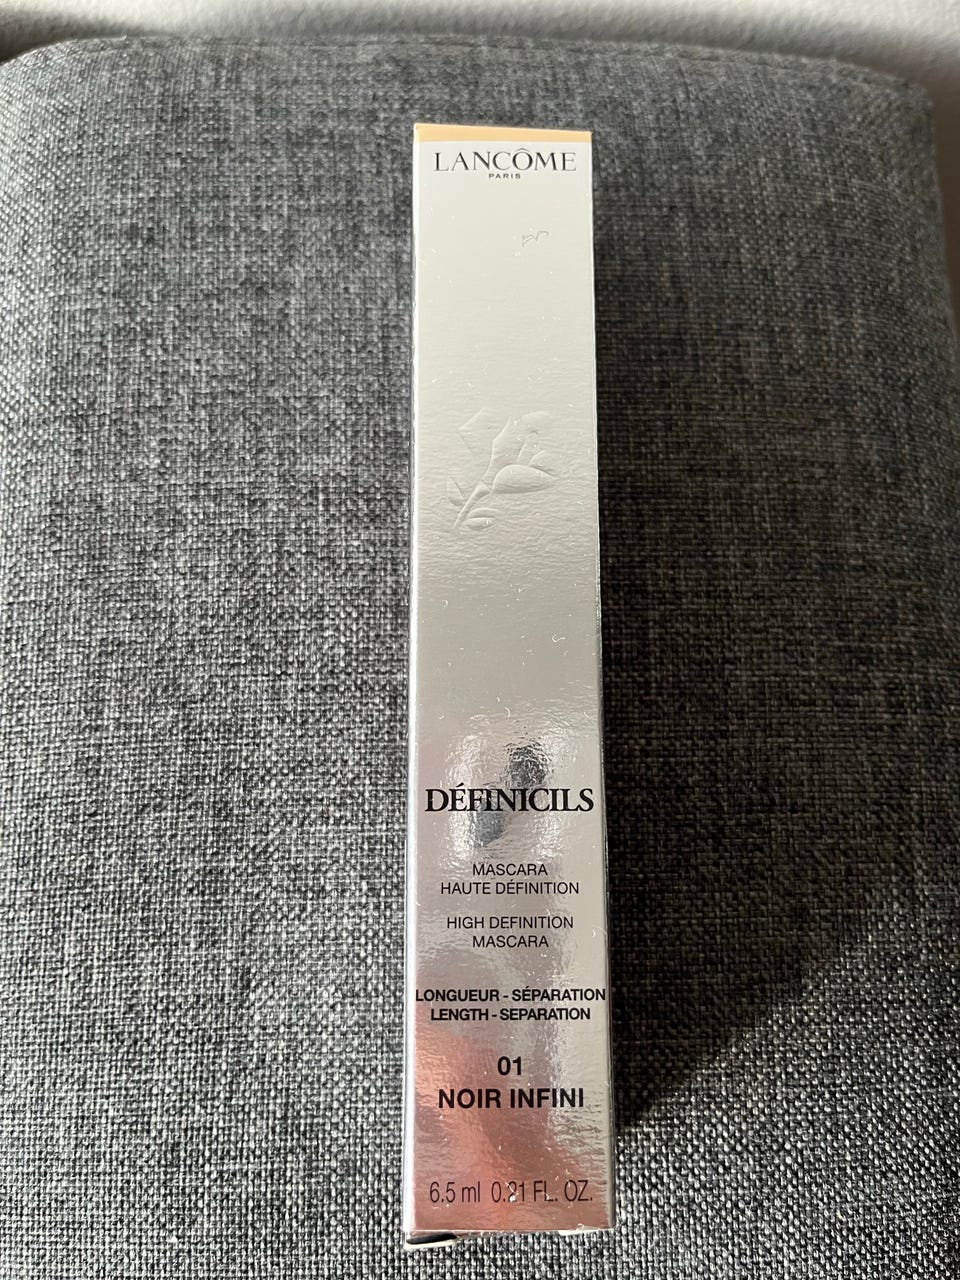 LANCÔME
PARIS
DÉFINICILS
MASCARA
HAUTE DÉFINITION
HIGH DEFINITION
MASCARA
LONGUEUR - SÉPARATION
LENGTH - SEPARATION
01
NOIR INFINI
6.5 ml 0.21 FL. OZ.